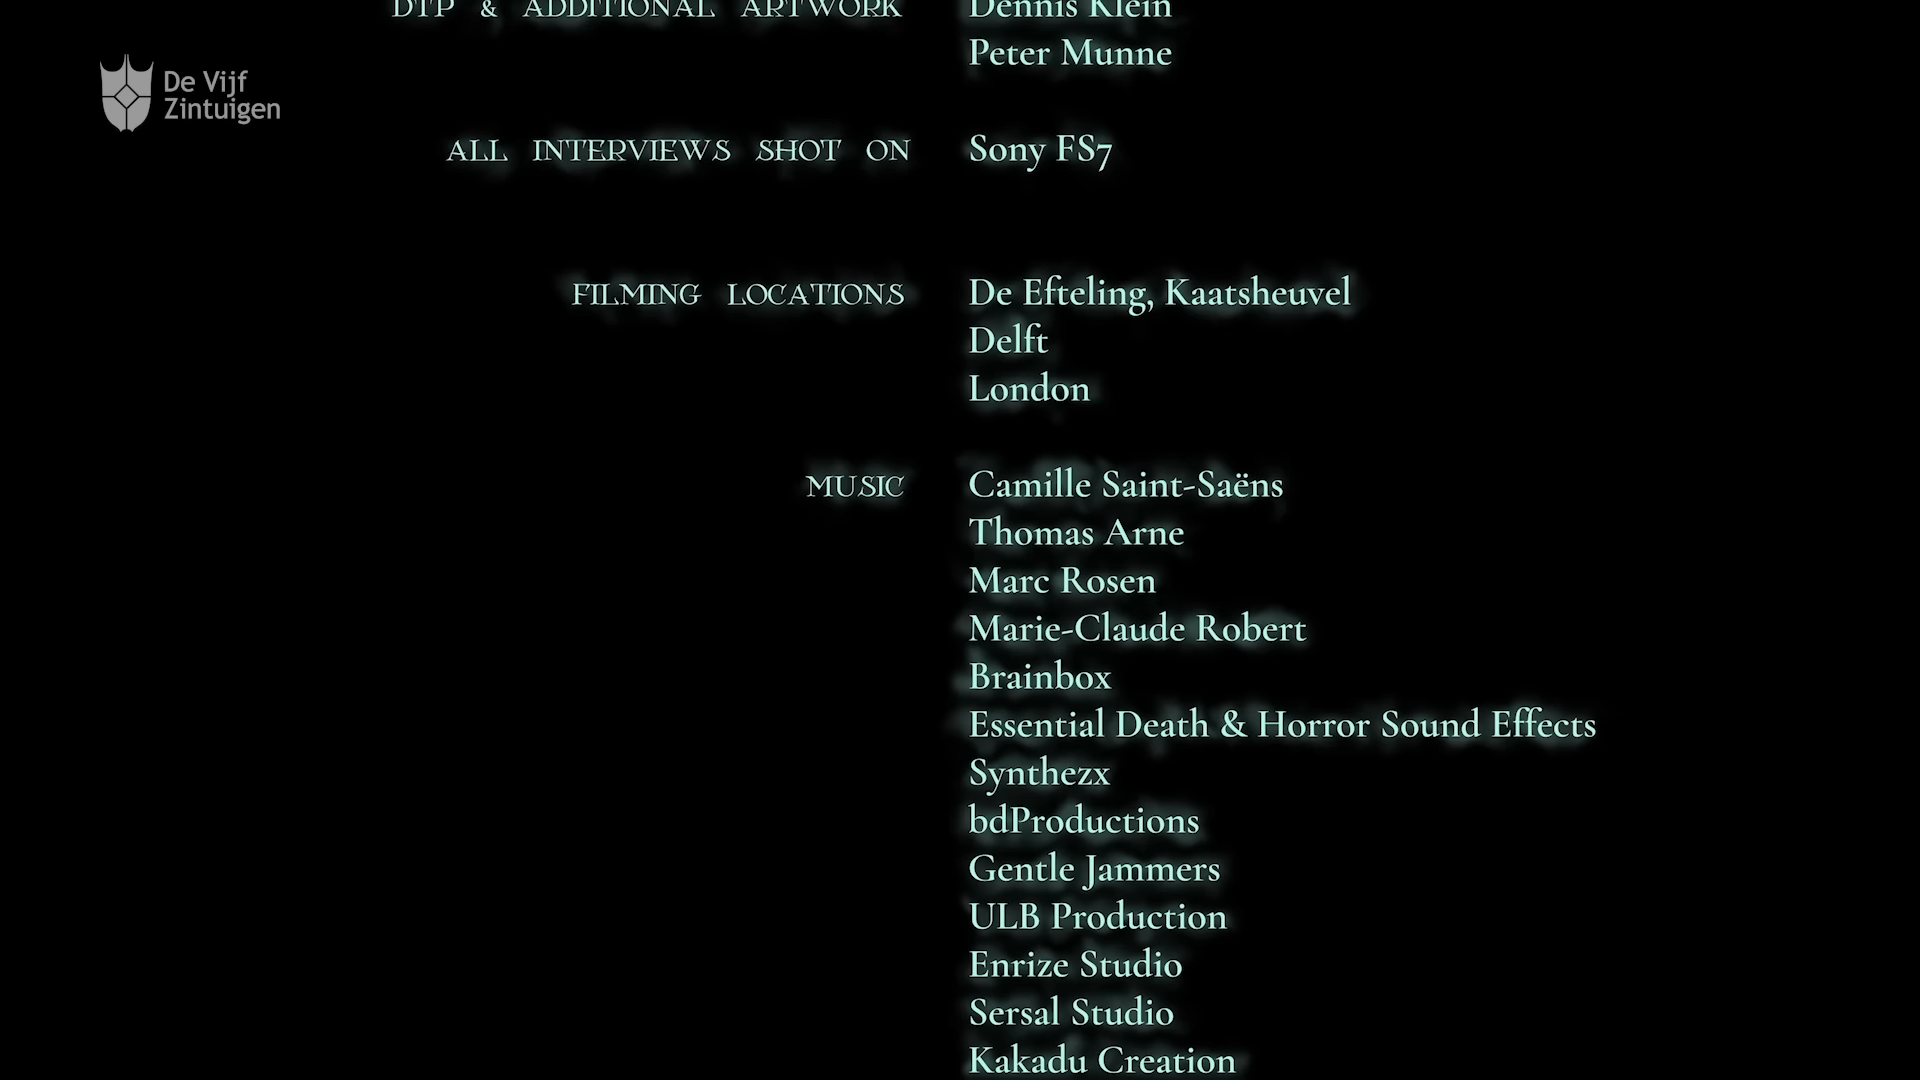 DTP & ADDITIONAL ARTWORK Dennis Klein
Peter Munne
De Vijf
Zintuigen
ALL INTERVIEWS SHOT ON Sony FS7
FILMING LOCATIONS De Efteling, Kaatsheuvel
Delft
London
MUSIC Camille Saint-Saëns
Thomas Arne
Marc Rosen
Marie-Claude Robert
Brainbox
Essential Death & Horror Sound Effects
Synthezx
bdProductions
Gentle Jammers
ULB Production
Enrize Studio
Sersal Studio
Kakadu Creation